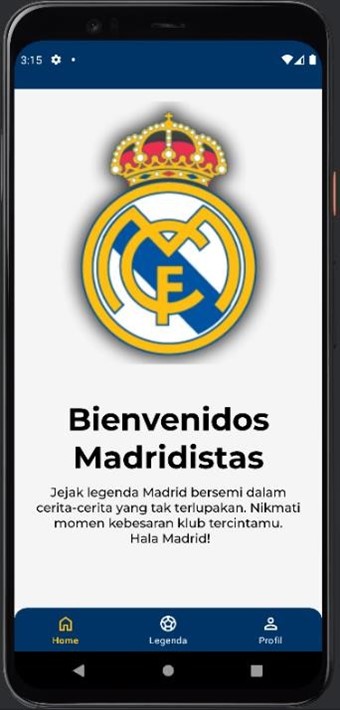 3:15
MCF
Bienvenidos
Madridistas
Jejak legenda Madrid bersemi dalam
cerita-cerita yang tak terlupakan. Nikmati
momen kebesaran klub tercintamu.
Hala Madrid!
Home Legenda Profil